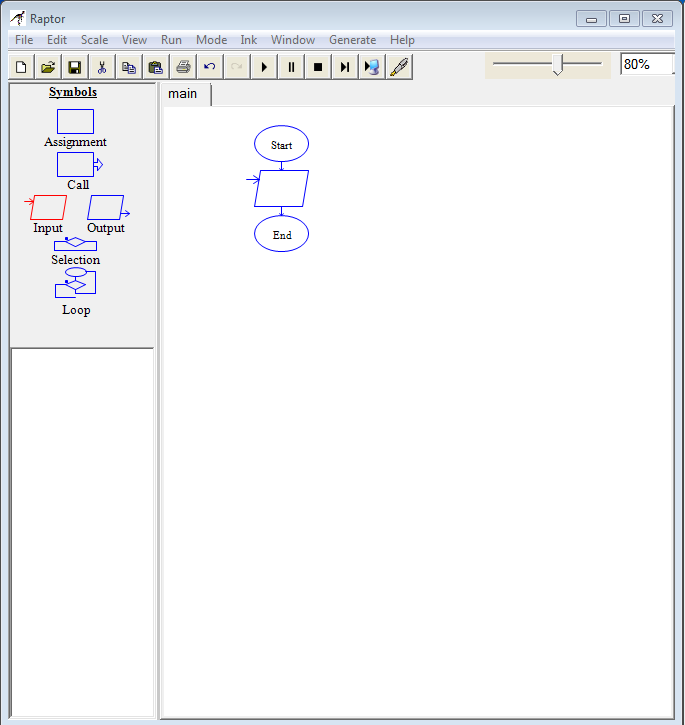 Raptor
File Edit Scale View Run Mode Ink Window Generate Help
80%
Symbols
Assignment
Call
Input Output
Selection
Loop
main
Start
End